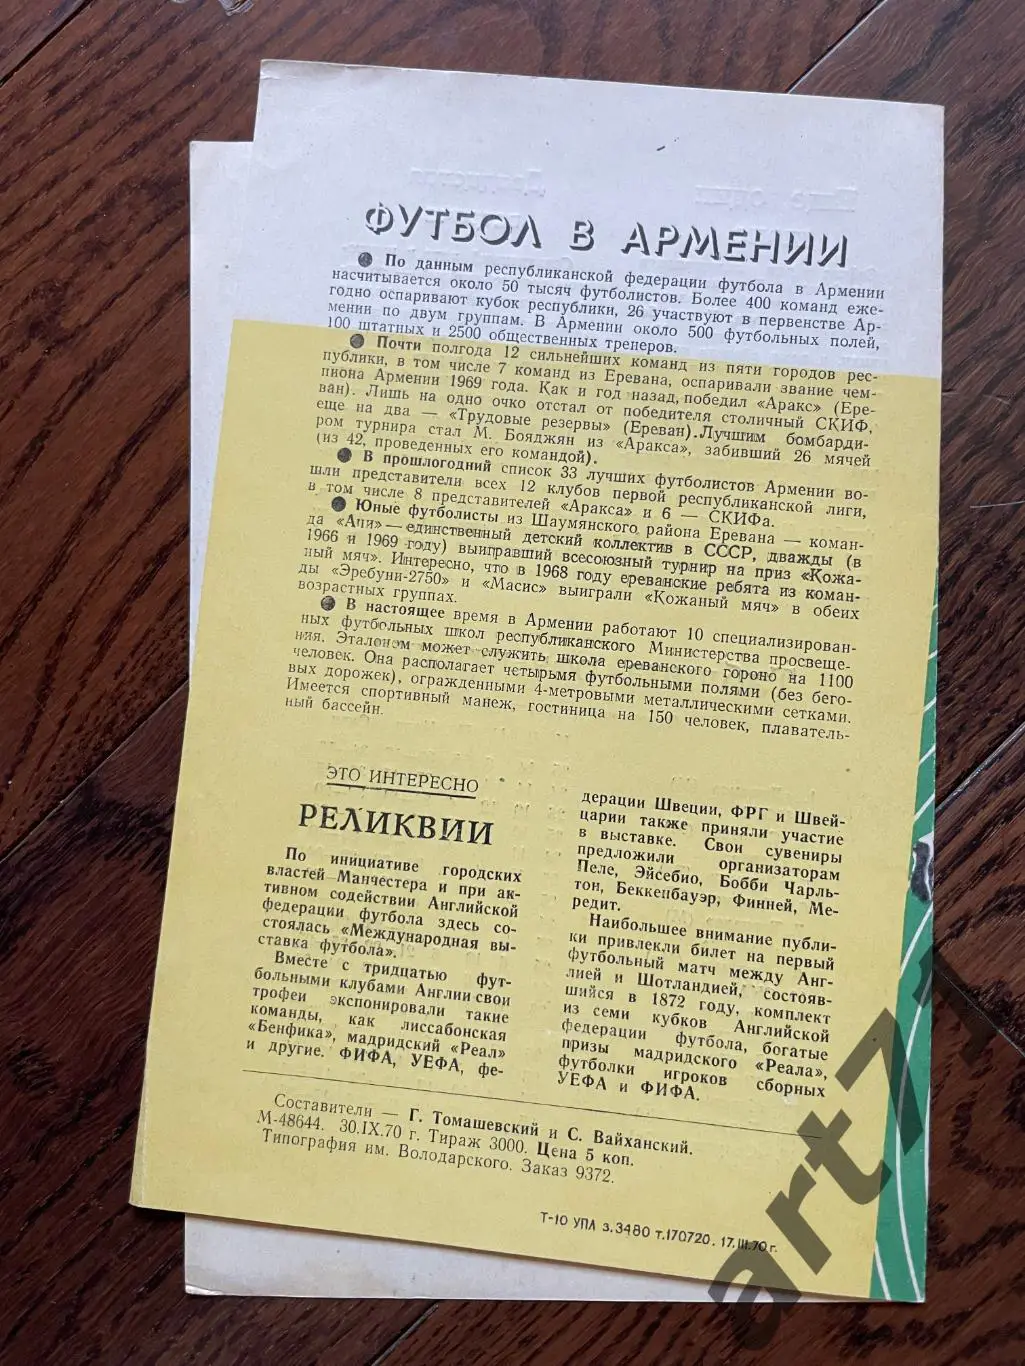 ФУТБОЛ В АРМЕНИИ
● По данным республиканской федерации футбола в Армении
насчитывается около 50 тысяч футболистов. Более 400 команд еже-
годно оспаривают кубок республики, 26 участвуют в первенстве Ар-
мении по двум группам. В Армении около 500 футбольных полей,
100 штатных и 2500 общественных тренеров.
● Почти полгода 12 сильнейших команд из пяти городов рес-
публики, в том числе 7 команд из Еревана, оспаривали звание чем-
пиона Армении 1969 года. Как и год назад, победил «Аракс» (Ере-
ван). Лишь на одно очко отстал от победителя столичный СКИФ,
еще на два — «Трудовые резервы» (Ереван). Лучшим бомбарди-
ром турнира стал М. Бояджян из «Аракса», забивший 26 мячей
(из 42, проведенных его командой).
● В прошлогодний список 33 лучших футболистов Армении во-
шли представители всех 12 клубов первой республиканской лиги,
в том числе 8 представителей «Аракса» и 6 — СКИФа.
● Юные футболисты из Шаумянского района Еревана — коман-
да «Ачи» — единственный детский коллектив в СССР, дважды (в
1966 и 1969 году) выигравший всесоюзный турнир на приз «Кожа-
ный мяч». Интересно, что в 1968 году ереванские ребята из коман-
ды «Эребуни-2750» и «Масис» выиграли «Кожаный мяч» в обеих
возрастных группах.
● В настоящее время в Армении работают 10 специализирован-
ных футбольных школ республиканского Министерства просвеще-
ния. Эталоном может служить школа ереванского гороно на 1100
человек. Она располагает четырьмя футбольными полями (без бего-
вых дорожек), огражденными 4-метровыми металлическими сетками.
Имеется спортивный манеж, гостиница на 150 человек, плаватель-
ный бассейн.
ЭТО ИНТЕРЕСНО
РЕЛИКВИИ
По инициативе городских
властей Манчестера и при ак-
тивном содействии Английской
федерации футбола здесь со-
стоялась «Международная вы-
ставка футбола».
Вместе с тридцатью фут-
больными клубами Англии свои
трофеи экспонировали такие
команды, как лиссабонская
«Бенфика», мадридский «Реал»
и другие. ФИФА, УЕФА, фе-
дерации Швеции, ФРГ и Швей-
царии также приняли участие
в выставке. Свои сувениры
предложили организаторам
Пеле, Эйсебио, Бобби Чарль-
тон, Беккенбауэр, Финней, Ме-
редит.
Наибольшее внимание публи-
ки привлекли билет на первый
футбольный матч между Анг-
лией и Шотландией, состояв-
шийся в 1872 году, комплект
из семи кубков Английской
федерации футбола, богатые
призы мадридского «Реала»,
футболки игроков сборных
УЕФА и ФИФА.
Составители — Г. Томашевский и С. Вайханский.
М-48644. 30.IX.70 г. Тираж 3000. Цена 5 коп.
Типография им. Володарского. Заказ 9372.
Т-10 УПЛ з.3480 т.170720. 17.III.70 г.